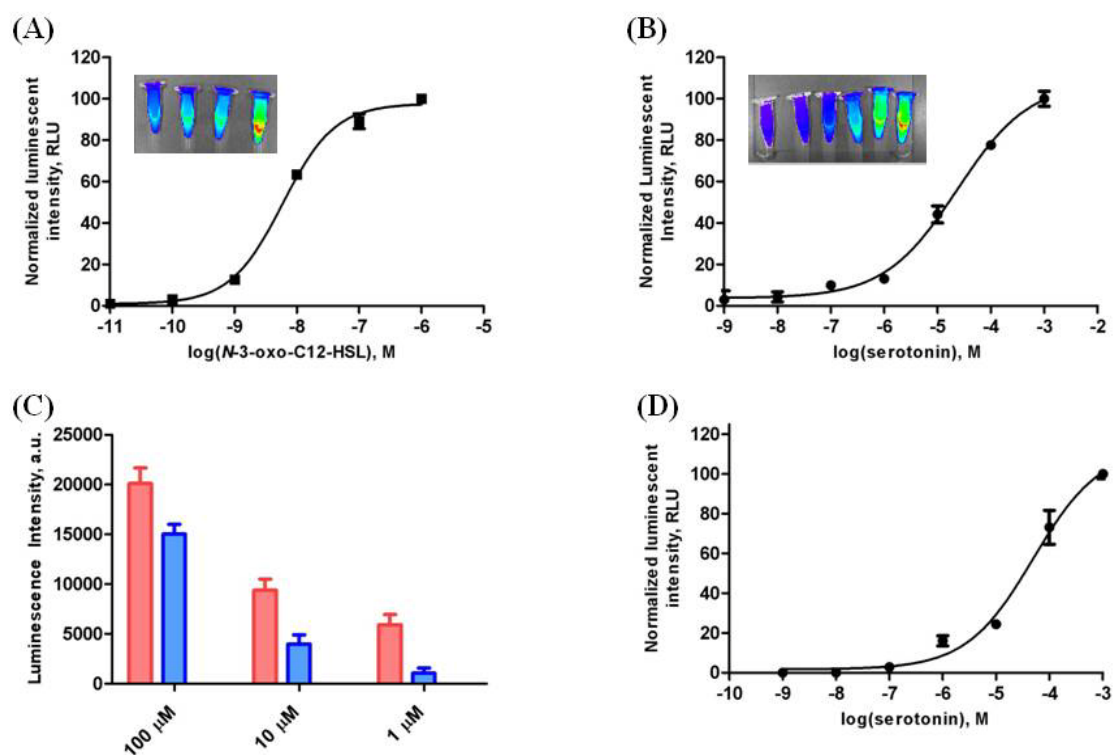 (A)
Normalized luminescent
intensity, RLU
120
100
80
60
40
20
0
-11 -10 -9 -8 -7 -6 -5
log(N-3-oxo-C12-HSL), M
(B)
Normalized Luminescent
Intensity, RLU
120
100
80
60
40
20
0
-9 -8 -7 -6 -5 -4 -3 -2
log(serotonin), M
(C)
Luminescence Intensity, a.u.
25000
20000
15000
10000
5000
0
100 μM 10 μM 1 μM
(D)
Normalized luminescent
intensity, RLU
120
100
80
60
40
20
0
-10 -9 -8 -7 -6 -5 -4 -3
log(serotonin), M